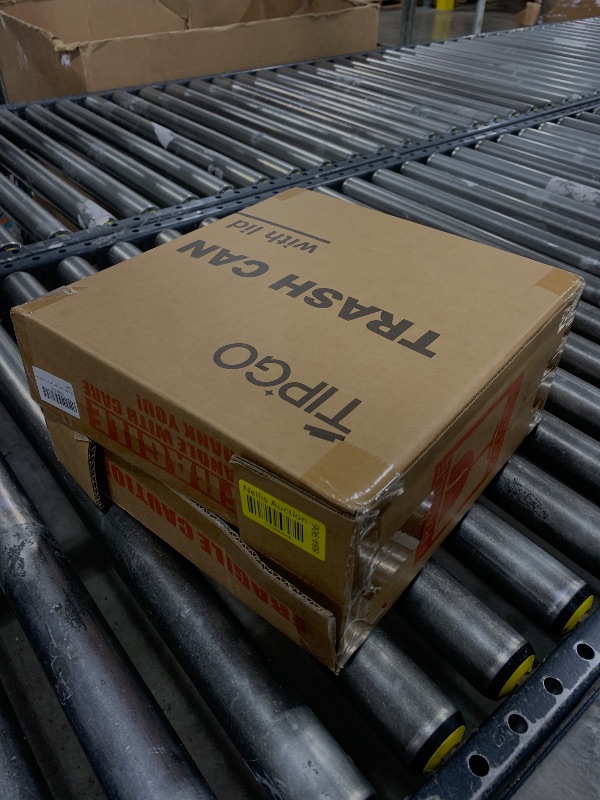 TIPGO
TRASH CAN
with lid
FRAGILE
HANDLE WITH CARE
THANK YOU!
Nellis Auction
FRAGILE CAUTION